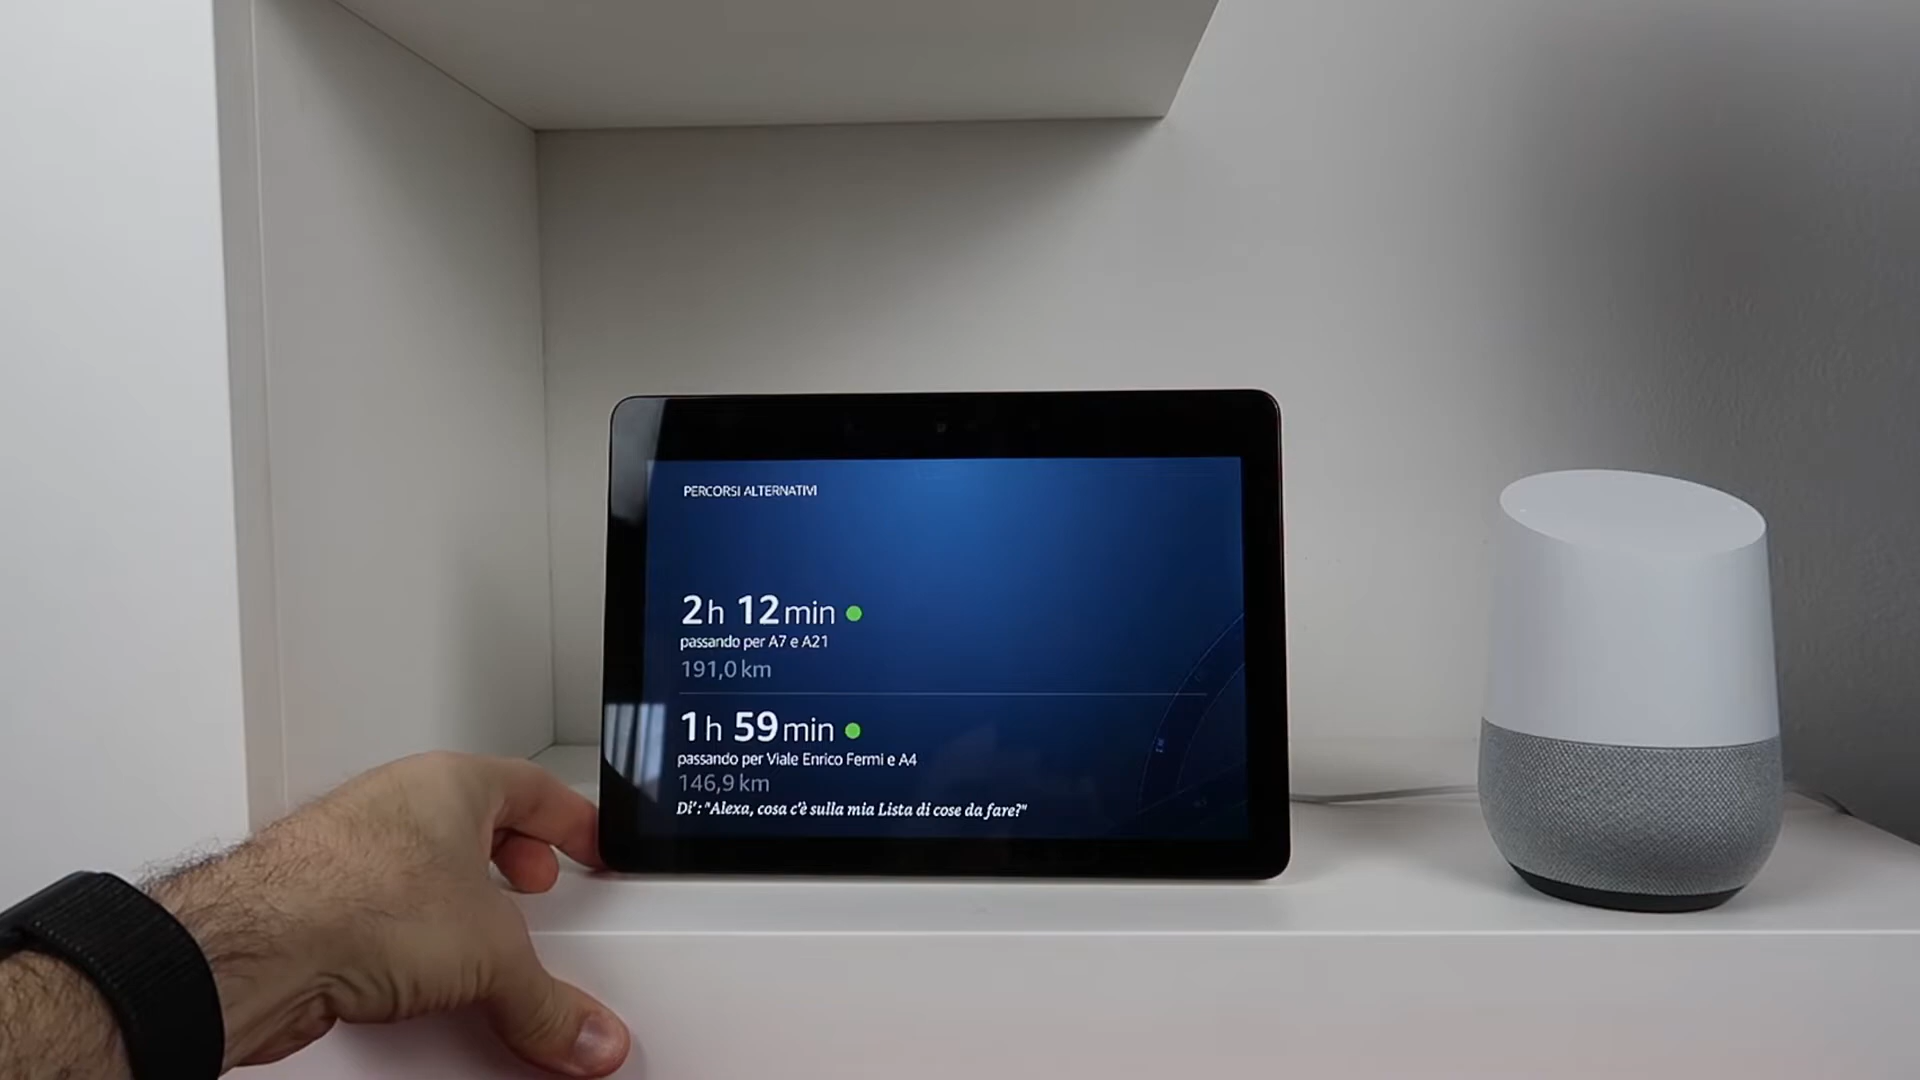 PERCORSI ALTERNATIVI
2h 12min
passando per A7 e A21
191,0 km
1h 59min
passando per Viale Enrico Fermi e A4
146,9 km
Di': "Alexa, cosa c'è sulla mia Lista di cose da fare?"